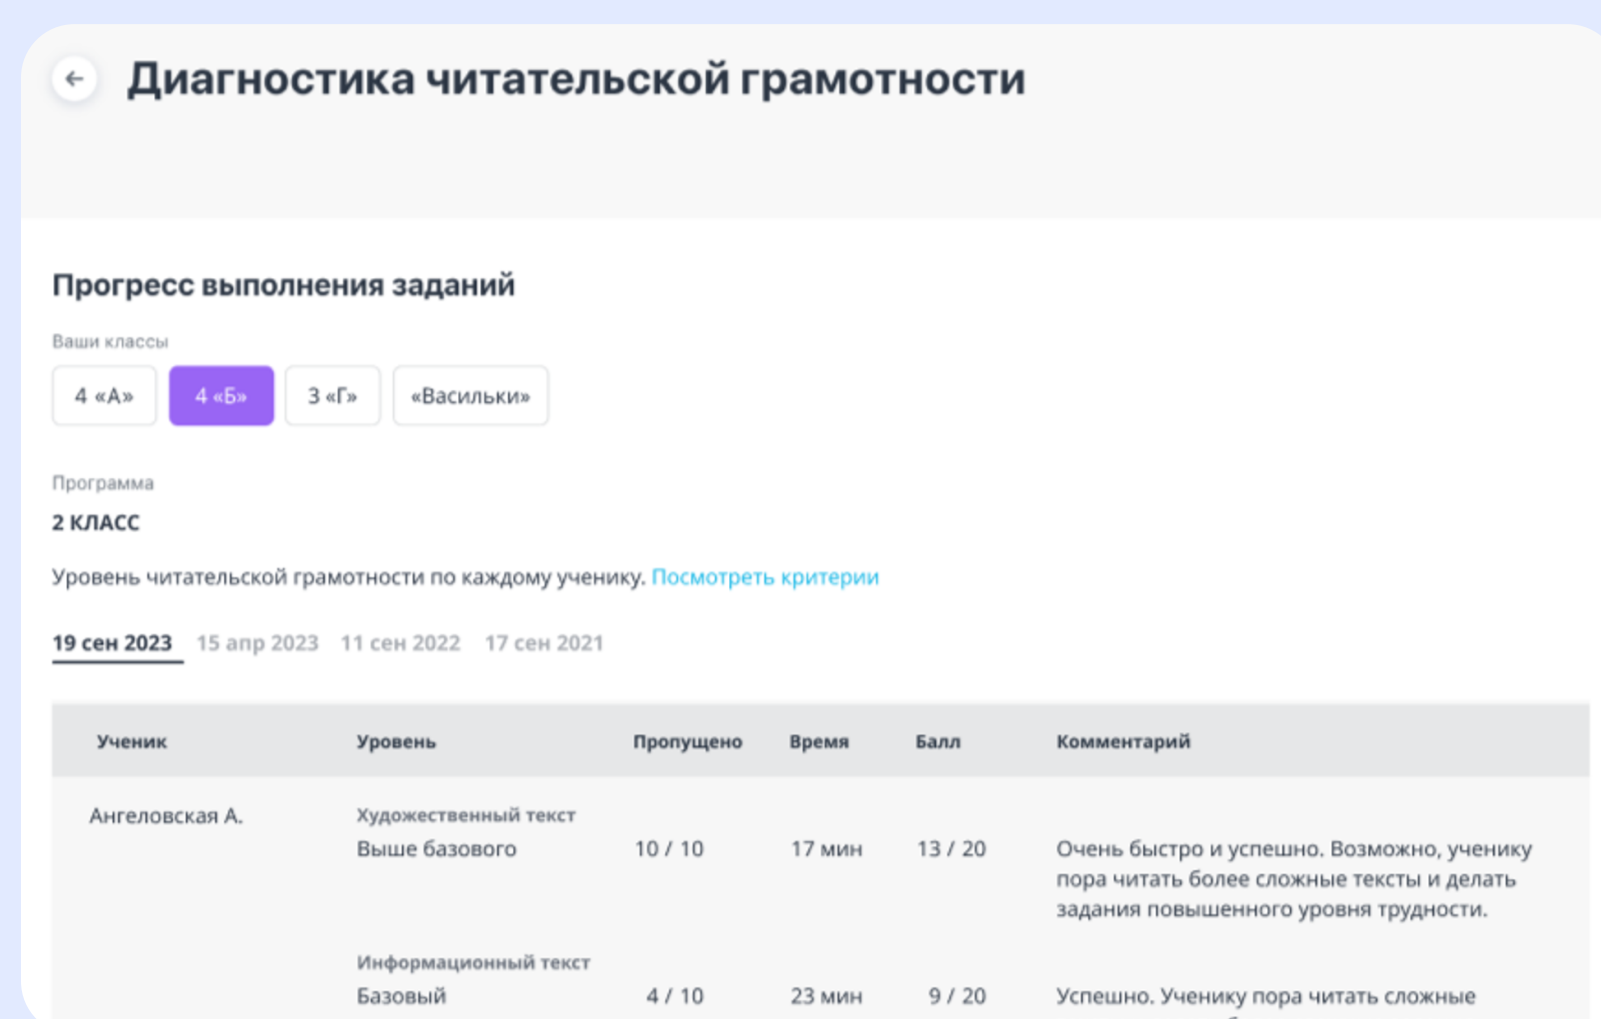 Диагностика читательской грамотности
Прогресс выполнения заданий
Ваши классы
4 «А» 4 «Б» 3 «Г» «Васильки»
Программа
2 КЛАСС
Уровень читательской грамотности по каждому ученику. Посмотреть критерии
19 сен 2023 15 апр 2023 11 сен 2022 17 сен 2021
Ученик Уровень Пропущено Время Балл Комментарий
Ангеловская А. Художественный текст
Выше базового 10 / 10 17 мин 13 / 20 Очень быстро и успешно. Возможно, ученику
пора читать более сложные тексты и делать
задания повышенного уровня трудности.
Информационный текст
Базовый 4 / 10 23 мин 9 / 20 Успешно. Ученику пора читать сложные